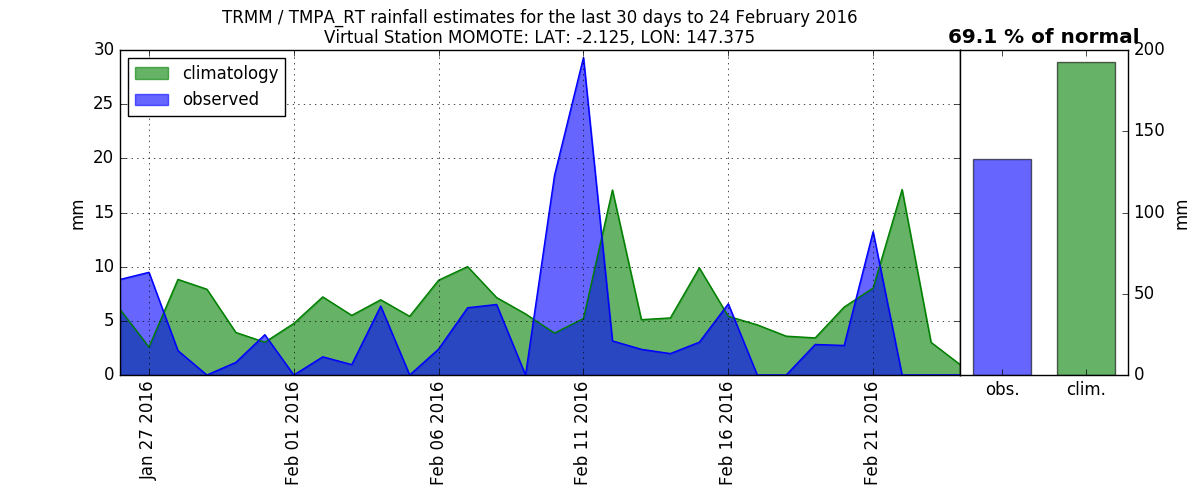 TRMM / TMPA_RT rainfall estimates for the last 30 days to 24 February 2016
Virtual Station MOMOTE: LAT: -2.125, LON: 147.375
69.1 % of normal
climatology
observed
30
25
20
15
10
5
0
mm
Jan 27 2016
Feb 01 2016
Feb 06 2016
Feb 11 2016
Feb 16 2016
Feb 21 2016
200
150
100
50
0
mm
obs.
clim.